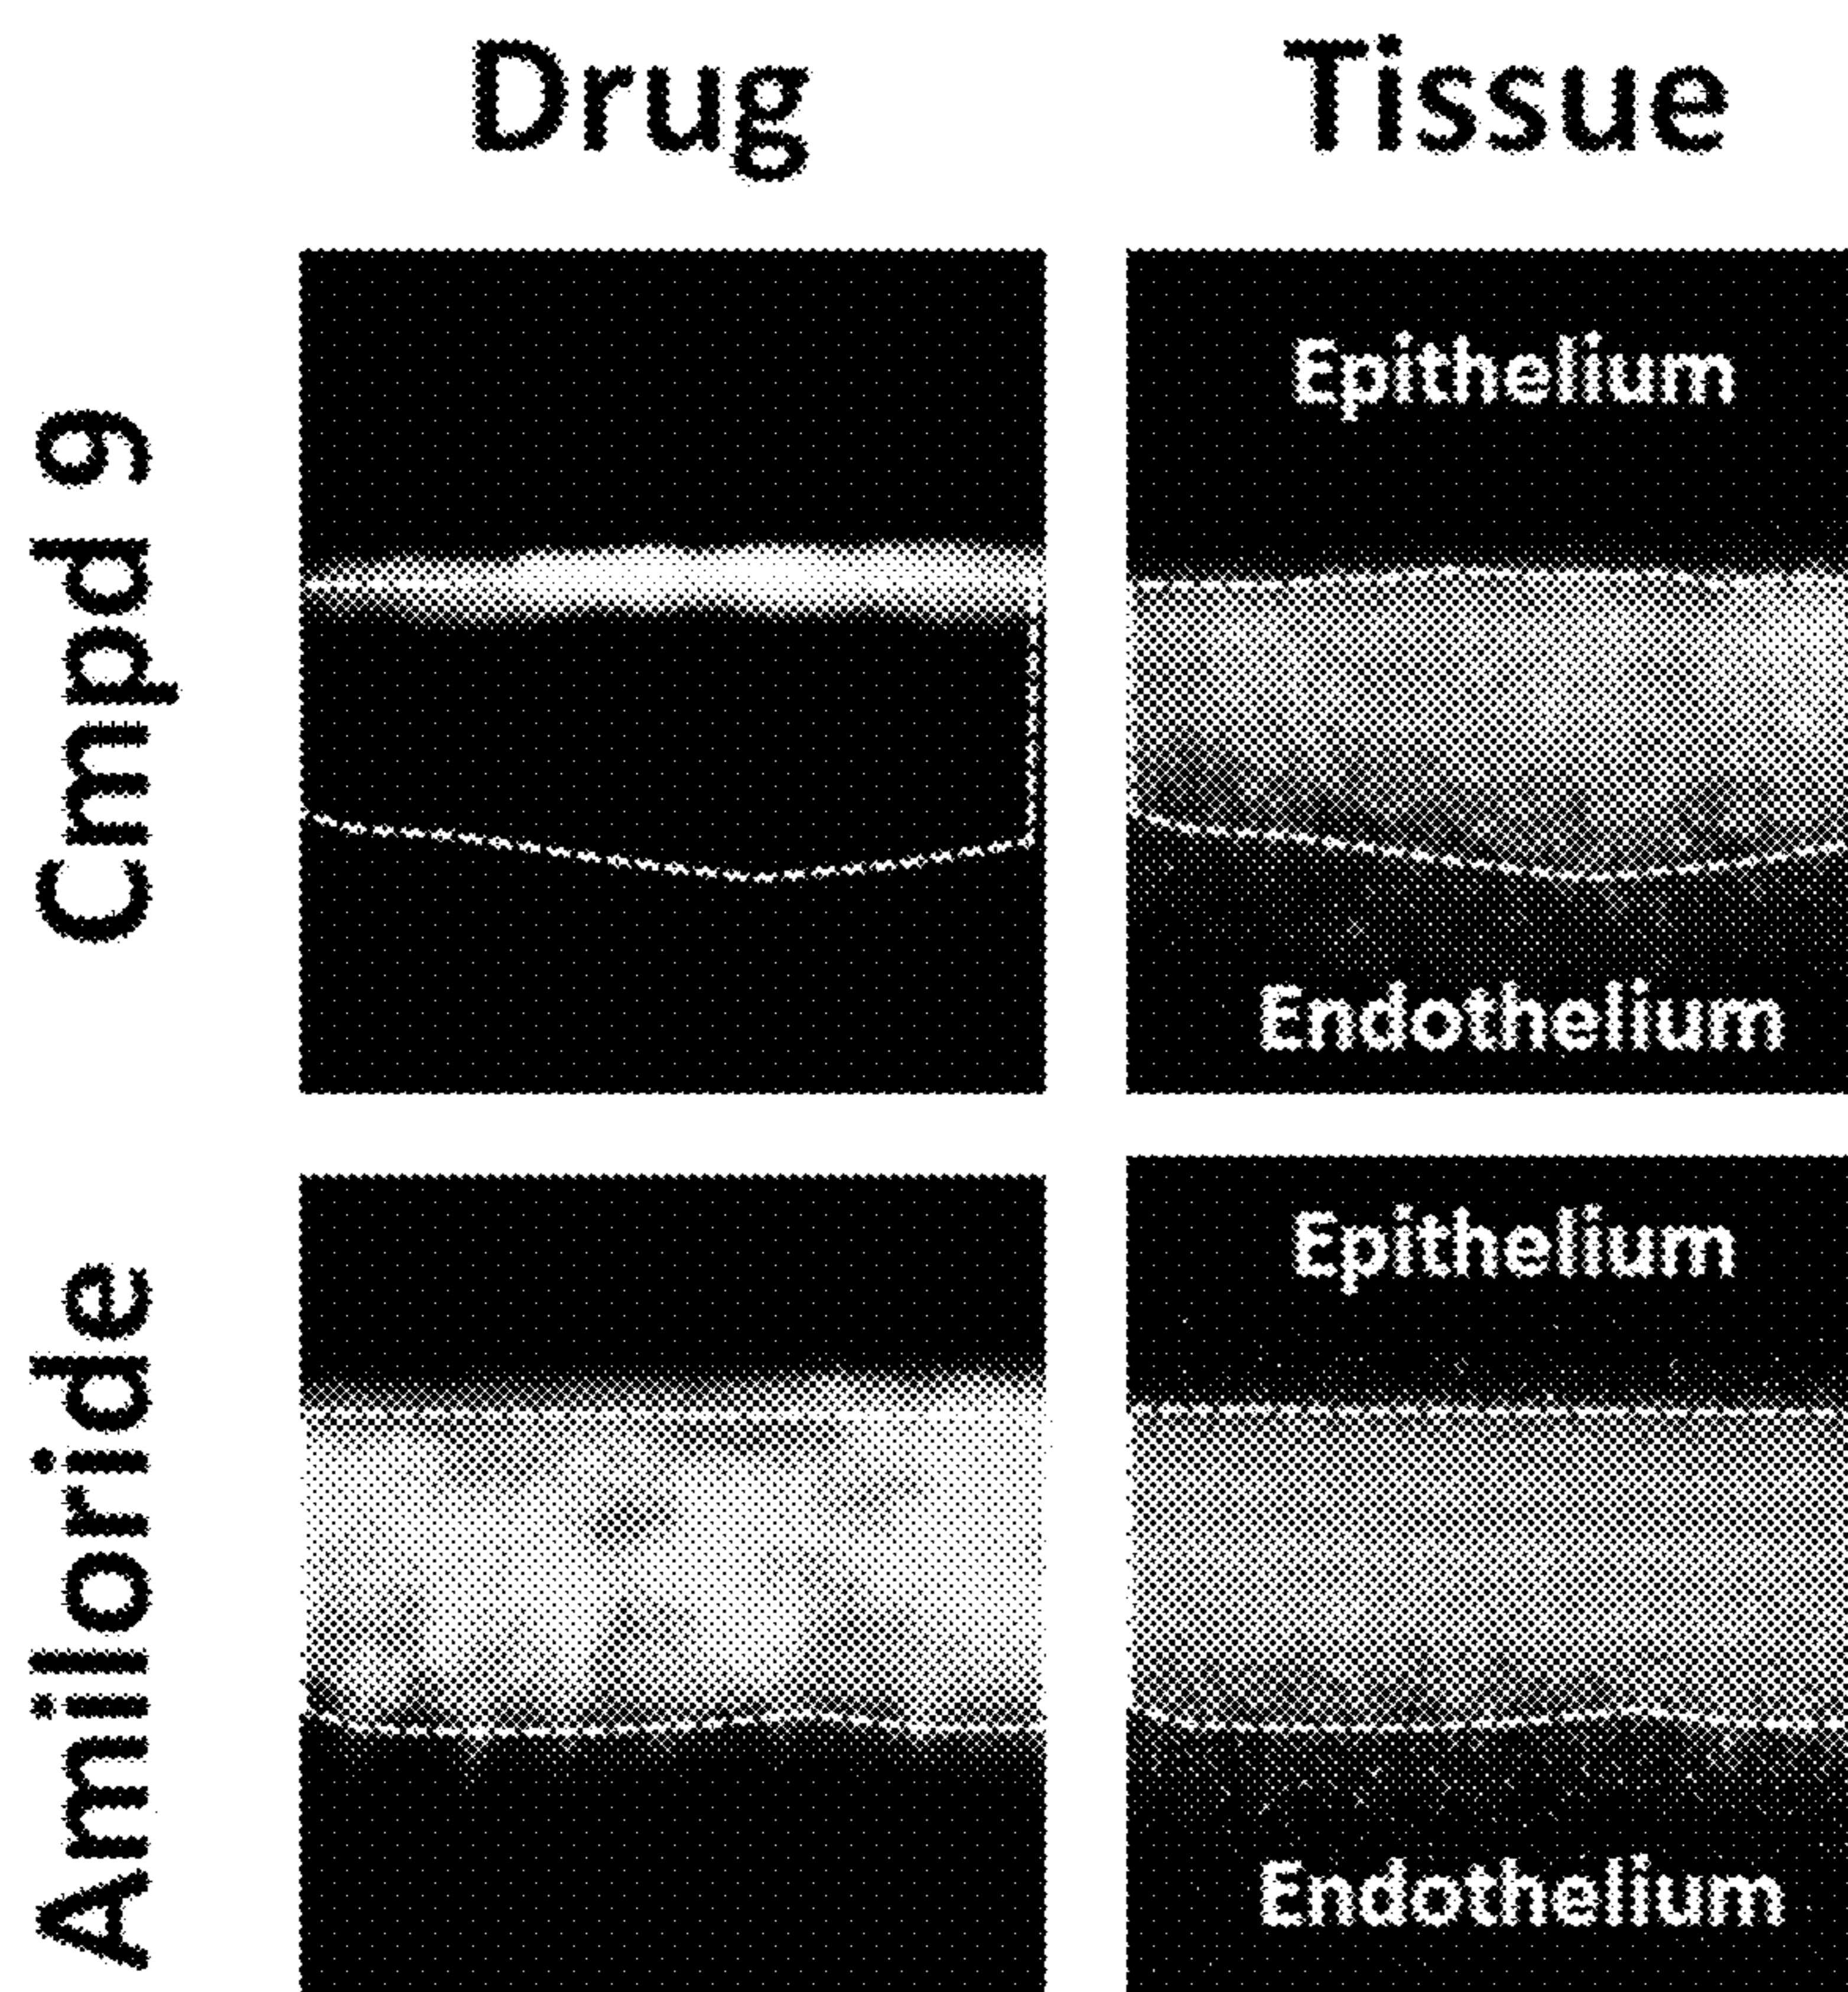 Drug Tissue
Cmpd 9
Epithelium
Endothelium
Amiloride
Epithelium
Endothelium